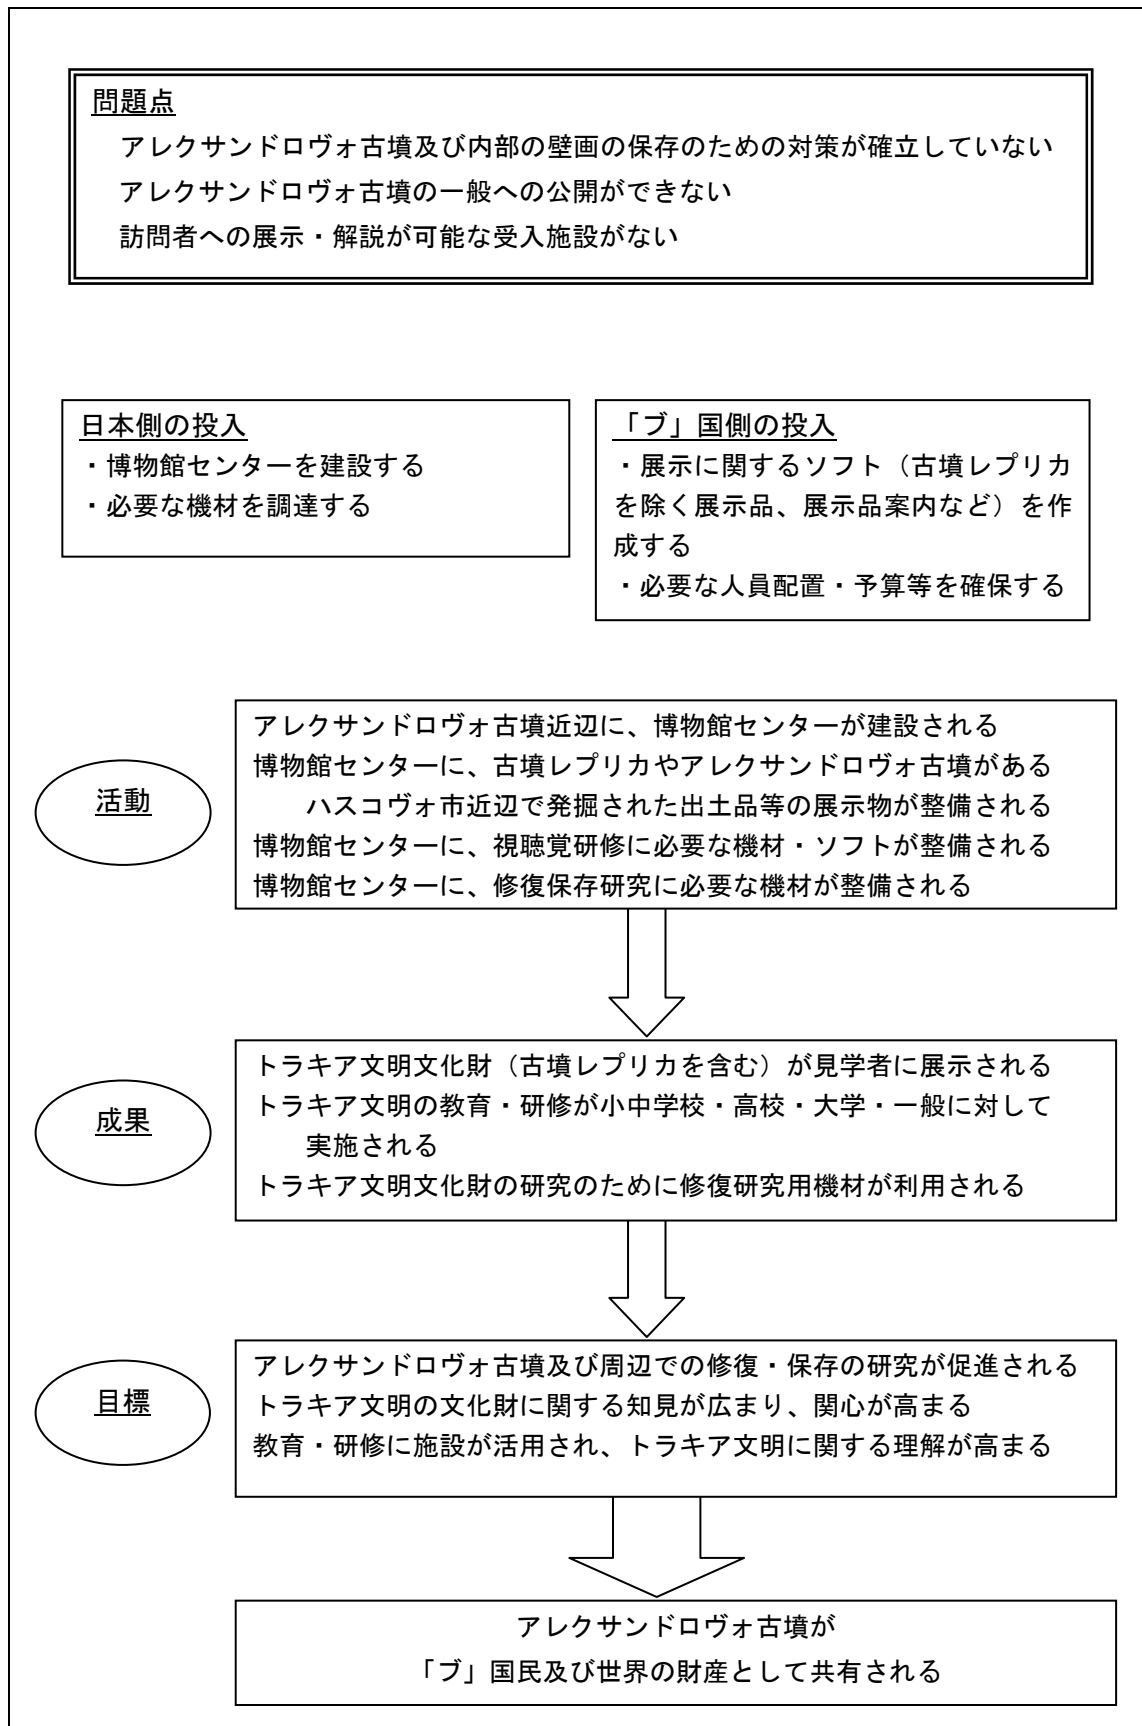 問題点
アレクサンドロヴォ古墳及び内部の壁画の保存のための対策が確立していない
アレクサンドロヴォ古墳の一般への公開ができない
訪問者への展示・解説が可能な受入施設がない
日本側の投入
・博物館センターを建設する
・必要な機材を調達する
「ブ」国側の投入
・展示に関するソフト（古墳レプリカ
を除く展示品、展示品案内など）を作
成する
・必要な人員配置・予算等を確保する
活動
アレクサンドロヴォ古墳近辺に、博物館センターが建設される
博物館センターに、古墳レプリカやアレクサンドロヴォ古墳がある
ハスコヴォ市近辺で発掘された出土品等の展示物が整備される
博物館センターに、視聴覚研修に必要な機材・ソフトが整備される
博物館センターに、修復保存研究に必要な機材が整備される
成果
トラキア文明文化財（古墳レプリカを含む）が見学者に展示される
トラキア文明の教育・研修が小中学校・高校・大学・一般に対して
実施される
トラキア文明文化財の研究のために修復研究用機材が利用される
目標
アレクサンドロヴォ古墳及び周辺での修復・保存の研究が促進される
トラキア文明の文化財に関する知見が広まり、関心が高まる
教育・研修に施設が活用され、トラキア文明に関する理解が高まる
アレクサンドロヴォ古墳が
「ブ」国民及び世界の財産として共有される